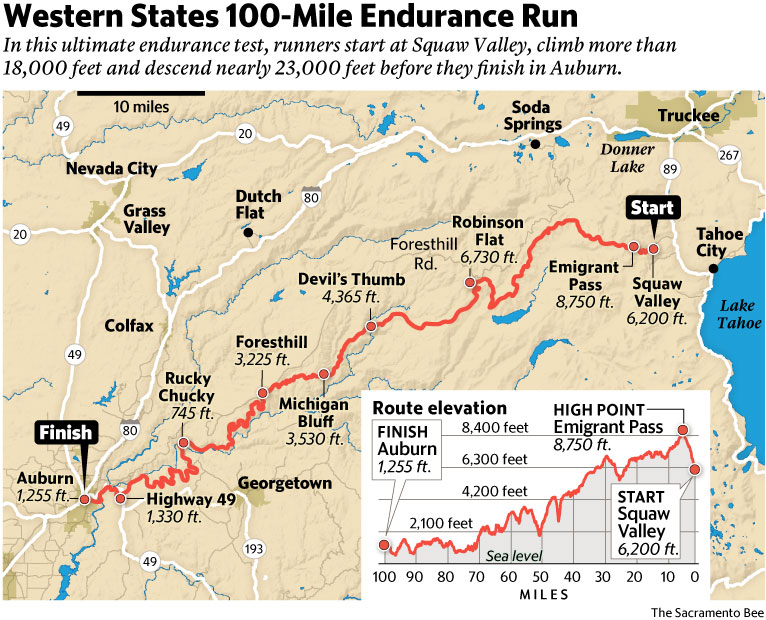 Western States 100-Mile Endurance Run
In this ultimate endurance test, runners start at Squaw Valley, climb more than
18,000 feet and descend nearly 23,000 feet before they finish in Auburn.
10 miles
49
20
Nevada City
Grass
Valley
20
Dutch
Flat
80
Soda
Springs
Truckee
Donner
Lake
267
89
Start
Tahoe
City
Lake
Tahoe
Robinson
Flat
6,730 ft.
Foresthill
Rd.
Emigrant
Pass
8,750 ft.
Squaw
Valley
6,200 ft.
Devil's Thumb
4,365 ft.
Colfax
49
Foresthill
3,225 ft.
Rucky
Chucky
745 ft.
Michigan
Bluff
3,530 ft.
80
Finish
Auburn
1,255 ft.
Highway 49
1,330 ft.
Georgetown
193
49
Route elevation
HIGH POINT
Emigrant Pass
8,750 ft.
FINISH
Auburn
1,255 ft.
8,400 feet
6,300 feet
4,200 feet
2,100 feet
Sea level
START
Squaw
Valley
6,200 ft.
100 90 80 70 60 50 40 30 20 10 0
MILES
The Sacramento Bee